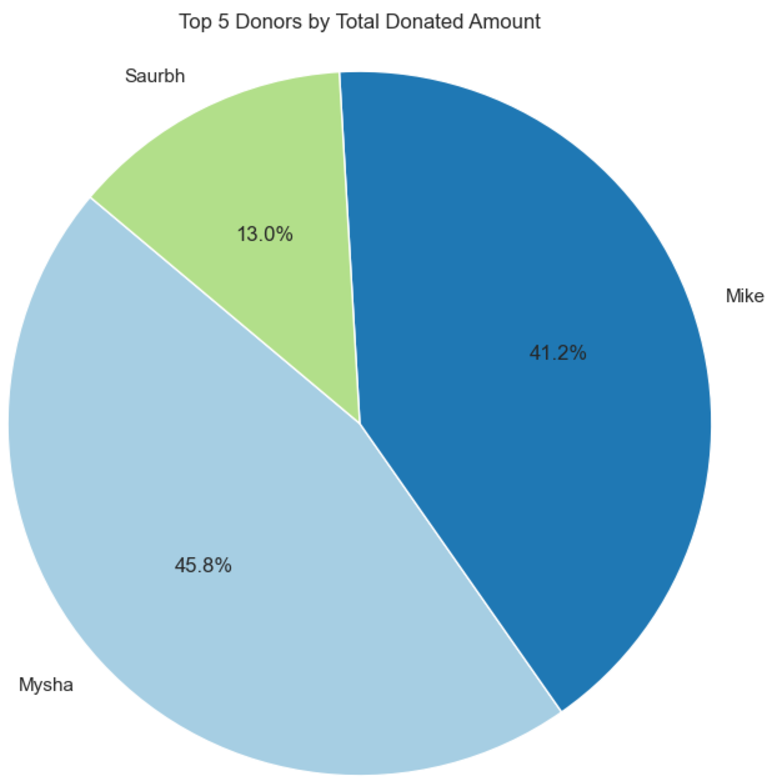 Top 5 Donors by Total Donated Amount
Saurbh
13.0%
Mike
41.2%
45.8%
Mysha